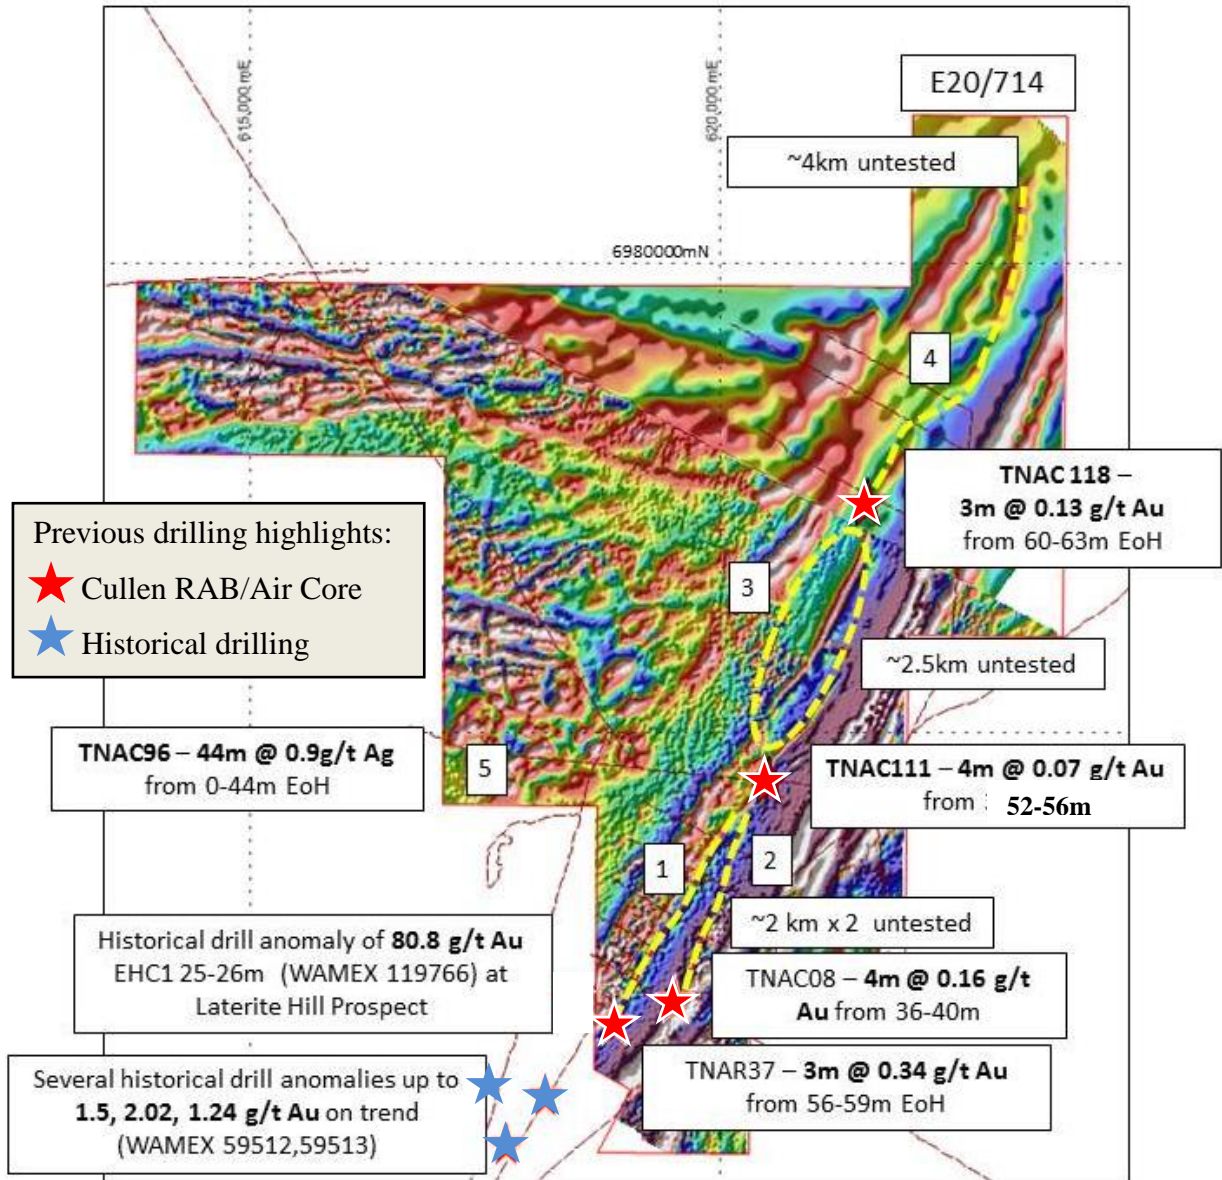 E20/714
615,000 mE
620,000 mE
~4km untested
6980000mN
4
TNAC 118 –
3m @ 0.13 g/t Au
from 60-63m EoH
Previous drilling highlights:
Cullen RAB/Air Core
Historical drilling
3
~2.5km untested
TNAC96 – 44m @ 0.9g/t Ag
from 0-44m EoH
5
TNAC111 – 4m @ 0.07 g/t Au
from 52-56m
1
2
~2 km x 2 untested
Historical drill anomaly of 80.8 g/t Au
EHC1 25-26m (WAMEX 119766) at
Laterite Hill Prospect
TNAC08 – 4m @ 0.16 g/t
Au from 36-40m
TNAR37 – 3m @ 0.34 g/t Au
from 56-59m EoH
Several historical drill anomalies up to
1.5, 2.02, 1.24 g/t Au on trend
(WAMEX 59512,59513)